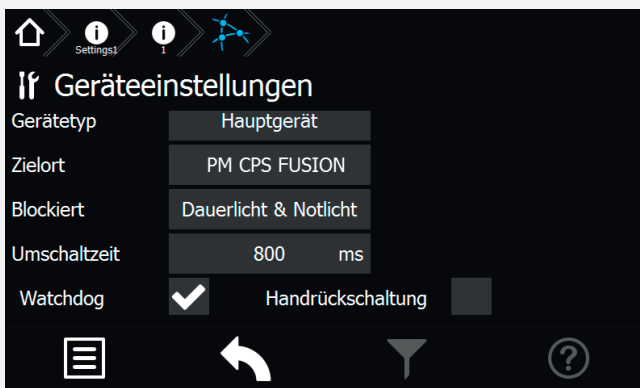 Settings1
1
Geräteeinstellungen
Gerätetyp Hauptgerät
Zielort PM CPS FUSION
Blockiert Dauerlicht & Notlicht
Umschaltzeit 800 ms
Watchdog Handrückschaltung